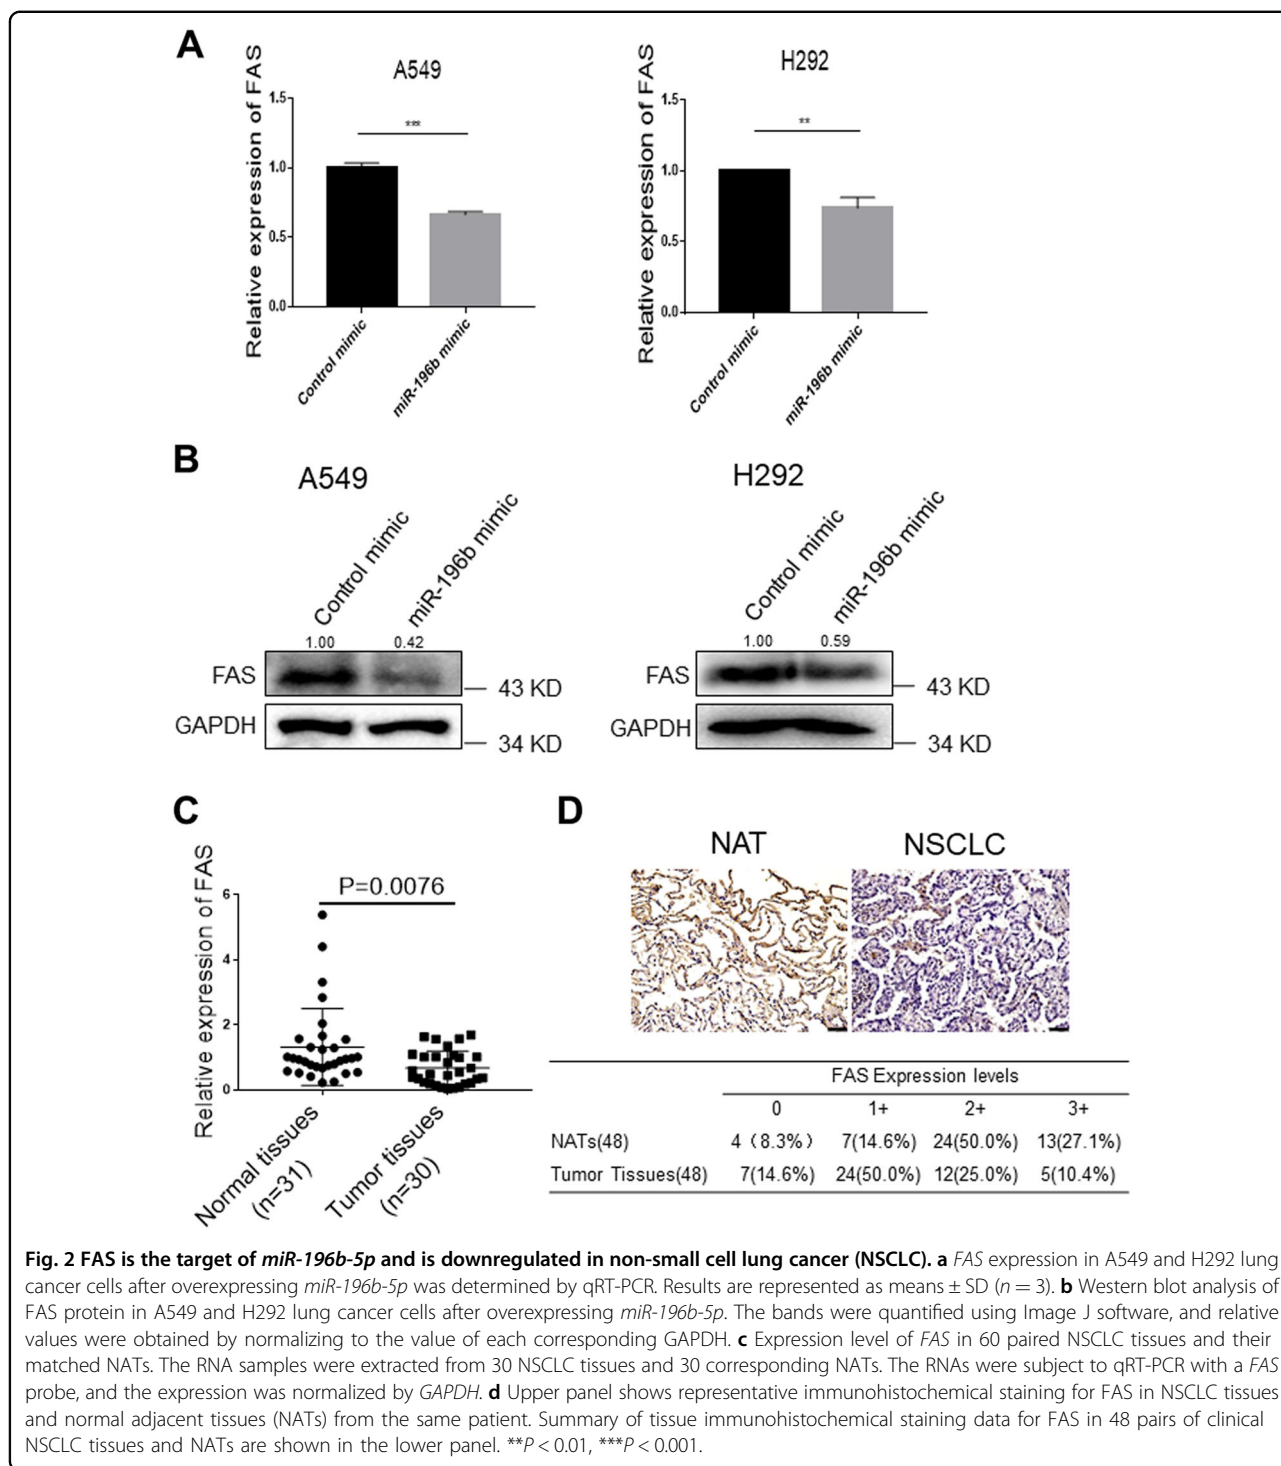 A
A549
H292
Relative expression of FAS
1.5
1.0
0.5
0.0
***
Control mimic
miR-196b mimic
Relative expression of FAS
1.5
1.0
0.5
0.0
**
Control mimic
miR-196b mimic
B
A549
Control mimic
miR-196b mimic
1.00 0.42
FAS
43 KD
GAPDH
34 KD
H292
Control mimic
miR-196b mimic
1.00 0.59
FAS
43 KD
GAPDH
34 KD
C
Relative expression of FAS
P=0.0076
6
4
2
0
Normal tissues
(n=31)
Tumor tissues
(n=30)
D
NAT NSCLC
FAS Expression levels
0 1+ 2+ 3+
NATs(48) 4 (8.3%) 7(14.6%) 24(50.0%) 13(27.1%)
Tumor Tissues(48) 7(14.6%) 24(50.0%) 12(25.0%) 5(10.4%)
Fig. 2 FAS is the target of miR-196b-5p and is downregulated in non-small cell lung cancer (NSCLC). a FAS expression in A549 and H292 lung
cancer cells after overexpressing miR-196b-5p was determined by qRT-PCR. Results are represented as means ± SD (n = 3). b Western blot analysis of
FAS protein in A549 and H292 lung cancer cells after overexpressing miR-196b-5p. The bands were quantified using Image J software, and relative
values were obtained by normalizing to the value of each corresponding GAPDH. c Expression level of FAS in 60 paired NSCLC tissues and their
matched NATs. The RNA samples were extracted from 30 NSCLC tissues and 30 corresponding NATs. The RNAs were subject to qRT-PCR with a FAS
probe, and the expression was normalized by GAPDH. d Upper panel shows representative immunohistochemical staining for FAS in NSCLC tissues
and normal adjacent tissues (NATs) from the same patient. Summary of tissue immunohistochemical staining data for FAS in 48 pairs of clinical
NSCLC tissues and NATs are shown in the lower panel. **P < 0.01, ***P < 0.001.